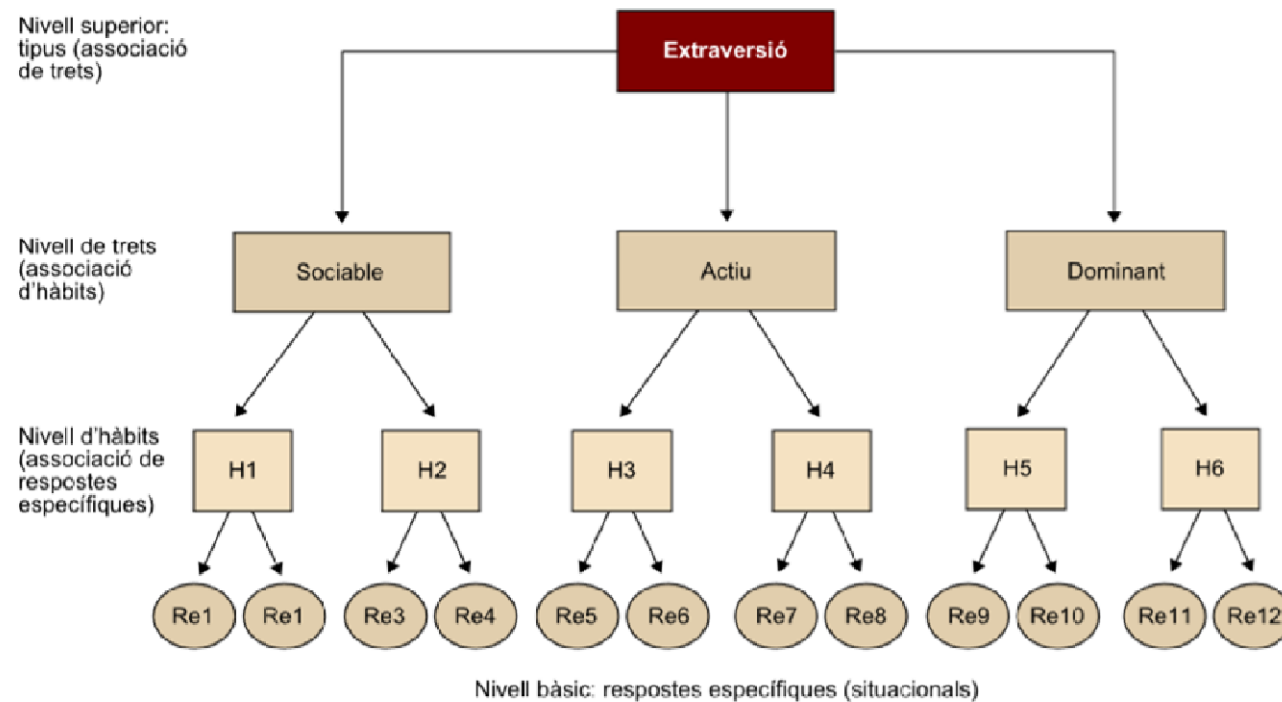 Nivell superior:
tipus (associació
de trets)
Extraversió
Nivell de trets
(associació
d'hàbits)
Sociable
Actiu
Dominant
Nivell d'hàbits
(associació de
respostes
específiques)
H1
H2
H3
H4
H5
H6
Re1
Re1
Re3
Re4
Re5
Re6
Re7
Re8
Re9
Re10
Re11
Re12
Nivell bàsic: respostes específiques (situacionals)